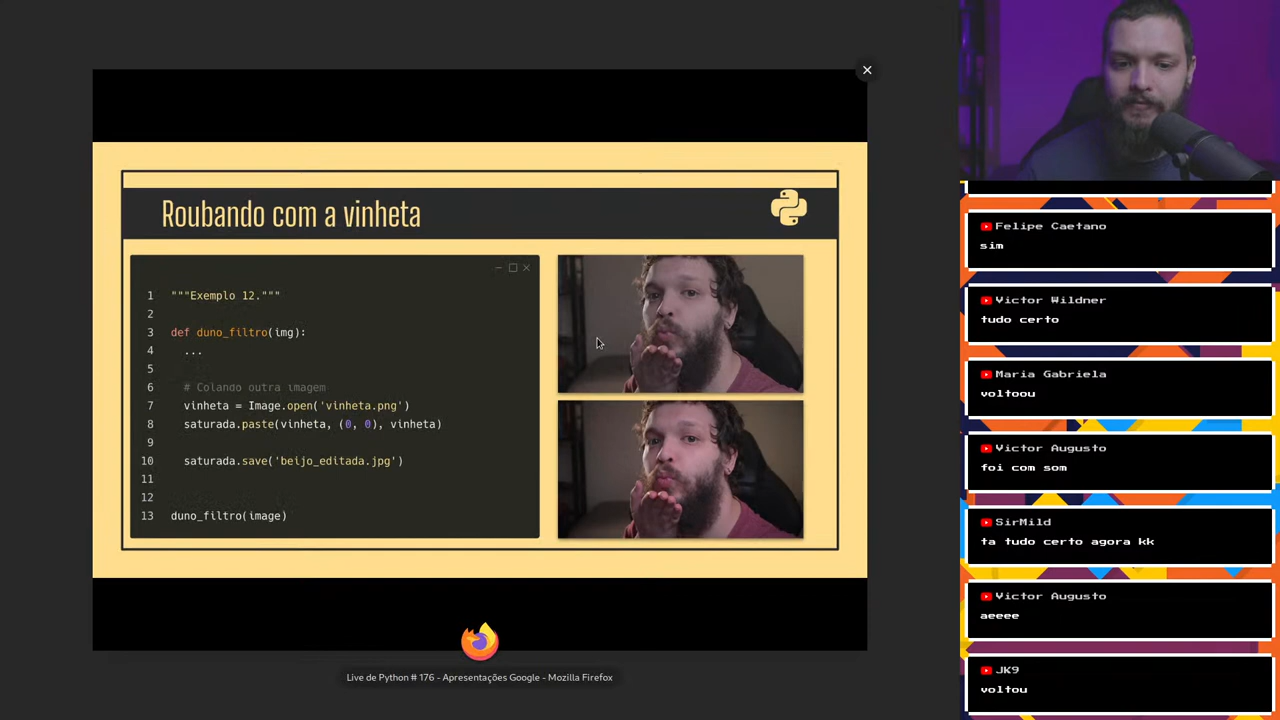 Roubando com a vinheta
1 """Exemplo 12."""
2
3 def duno_filtro(img):
4 ...
5
6 # Colando outra imagem
7 vinheta = Image.open('vinheta.png')
8 saturada.paste(vinheta, (0, 0), vinheta)
9
10 saturada.save('beijo_editada.jpg')
11
12
13 duno_filtro(image)
Live de Python # 176 - Apresentações Google - Mozilla Firefox
Felipe Caetano
sim
Victor Wildner
tudo certo
Maria Gabriela
voltoou
Victor Augusto
foi com som
SirMild
ta tudo certo agora kk
Victor Augusto
aeeee
JK9
voltou